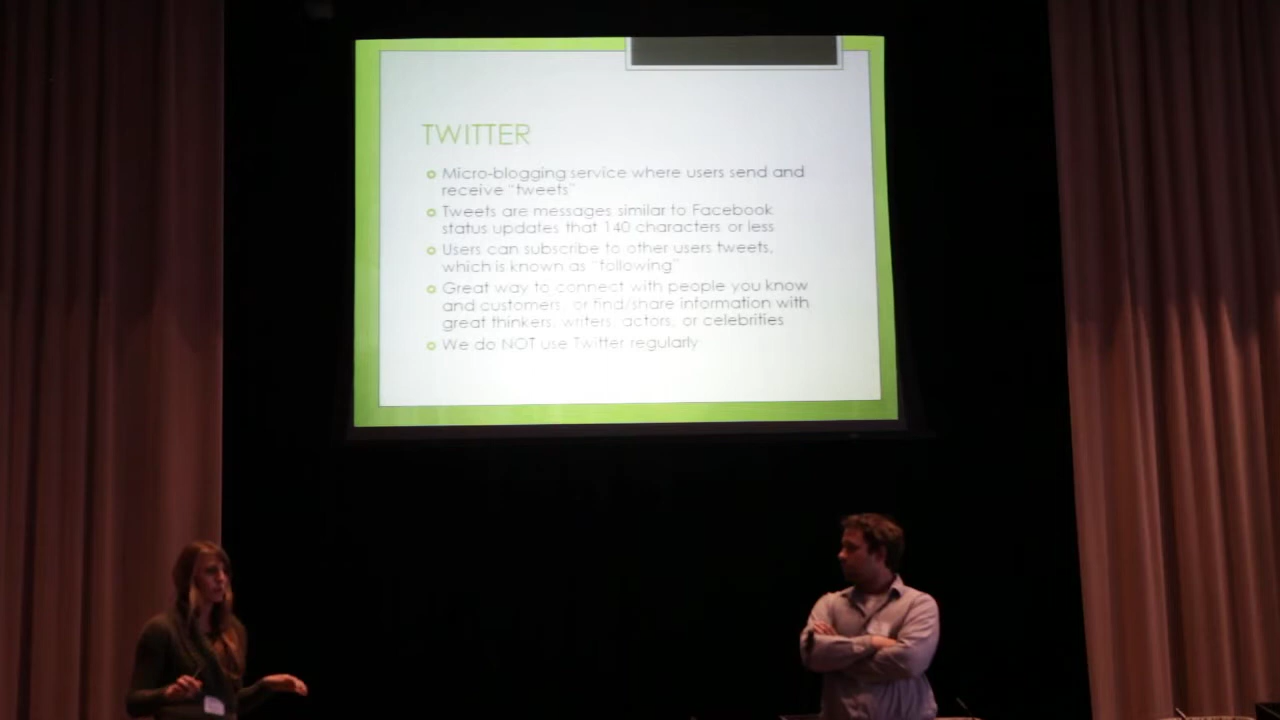 TWITTER
Micro-blogging service where users send and
receive "tweets"
Tweets are messages similar to Facebook
status updates that 140 characters or less
Users can subscribe to other users tweets,
which is known as "following"
Great way to connect with people you know
and customers, or find/share information with
great thinkers, writers, actors, or celebrities
We do NOT use Twitter regularly